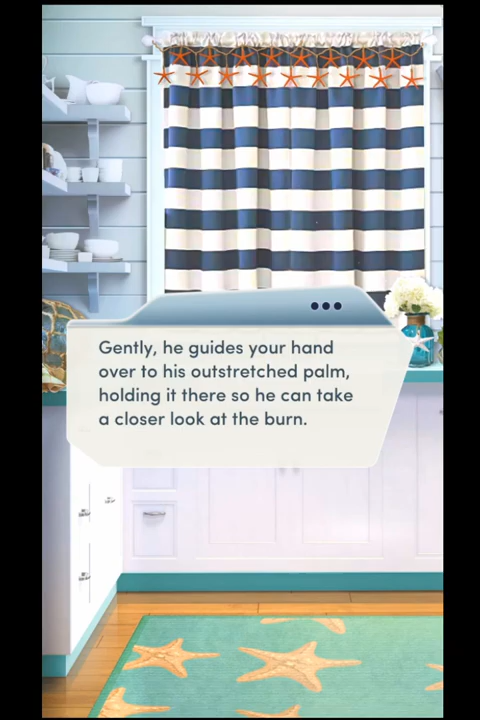 Gently, he guides your hand
over to his outstretched palm,
holding it there so he can take
a closer look at the burn.